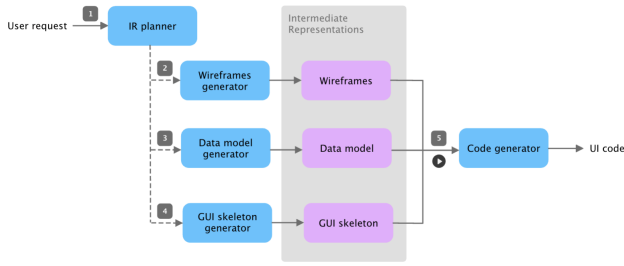 Intermediate
Representations
1
User request
IR planner
2
Wireframes
generator
Wireframes
3
Data model
generator
Data model
5
Code generator
UI code
4
GUI skeleton
generator
GUI skeleton